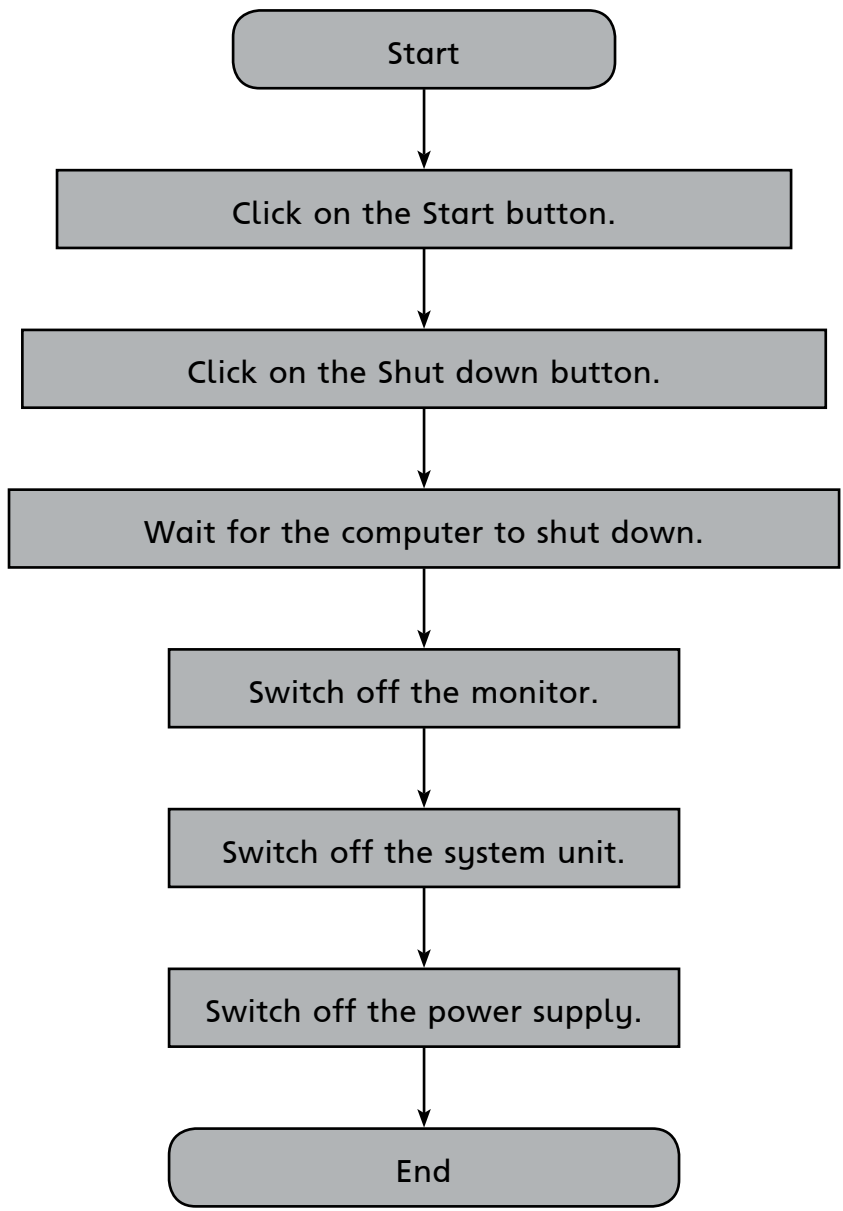 Start
Click on the Start button.
Click on the Shut down button.
Wait for the computer to shut down.
Switch off the monitor.
Switch off the system unit.
Switch off the power supply.
End